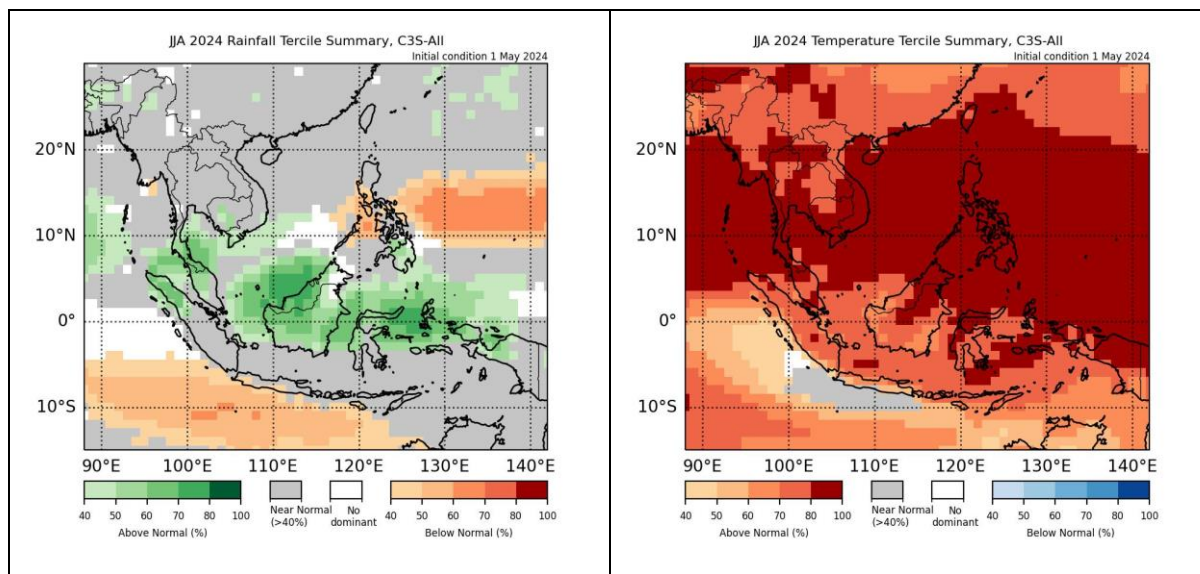 JJA 2024 Rainfall Tercile Summary, C3S-All
Initial condition 1 May 2024
20°N
10°N
0°
10°S
90°E 100°E 110°E 120°E 130°E 140°E
40 50 60 70 80 100
Above Normal (%)
Near Normal
(>40%)
No
dominant
40 50 60 70 80 100
Below Normal (%)
JJA 2024 Temperature Tercile Summary, C3S-All
Initial condition 1 May 2024
20°N
10°N
0°
10°S
90°E 100°E 110°E 120°E 130°E 140°E
40 50 60 70 80 100
Above Normal (%)
Near Normal
(>40%)
No
dominant
40 50 60 70 80 100
Below Normal (%)